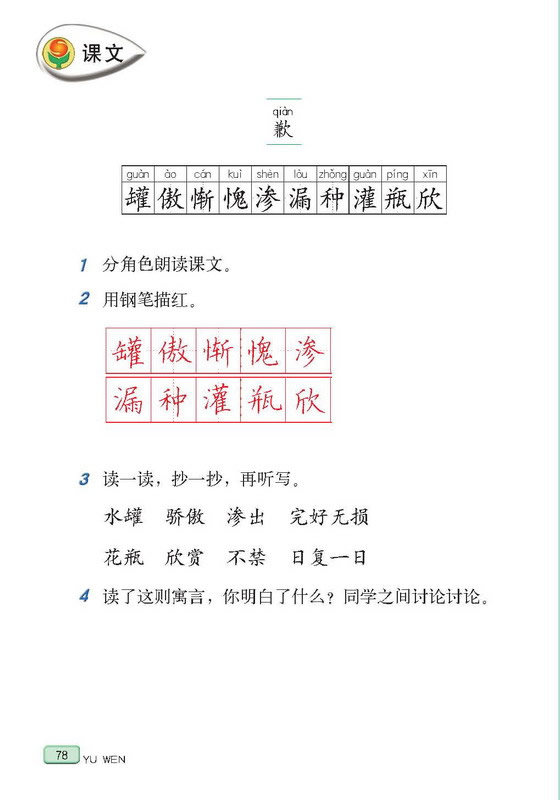 课文
qiàn
歉
guàn ào cán kuì shèn lòu zhǒng guàn píng xīn
罐 傲 惭 愧 渗 漏 种 灌 瓶 欣
1 分角色朗读课文。
2 用钢笔描红。
罐 傲 惭 愧 渗
漏 种 灌 瓶 欣
3 读一读，抄一抄，再听写。
水罐 骄傲 渗出 完好无损
花瓶 欣赏 不禁 日复一日
4 读了这则寓言，你明白了什么？同学之间讨论讨论。
78 YU WEN